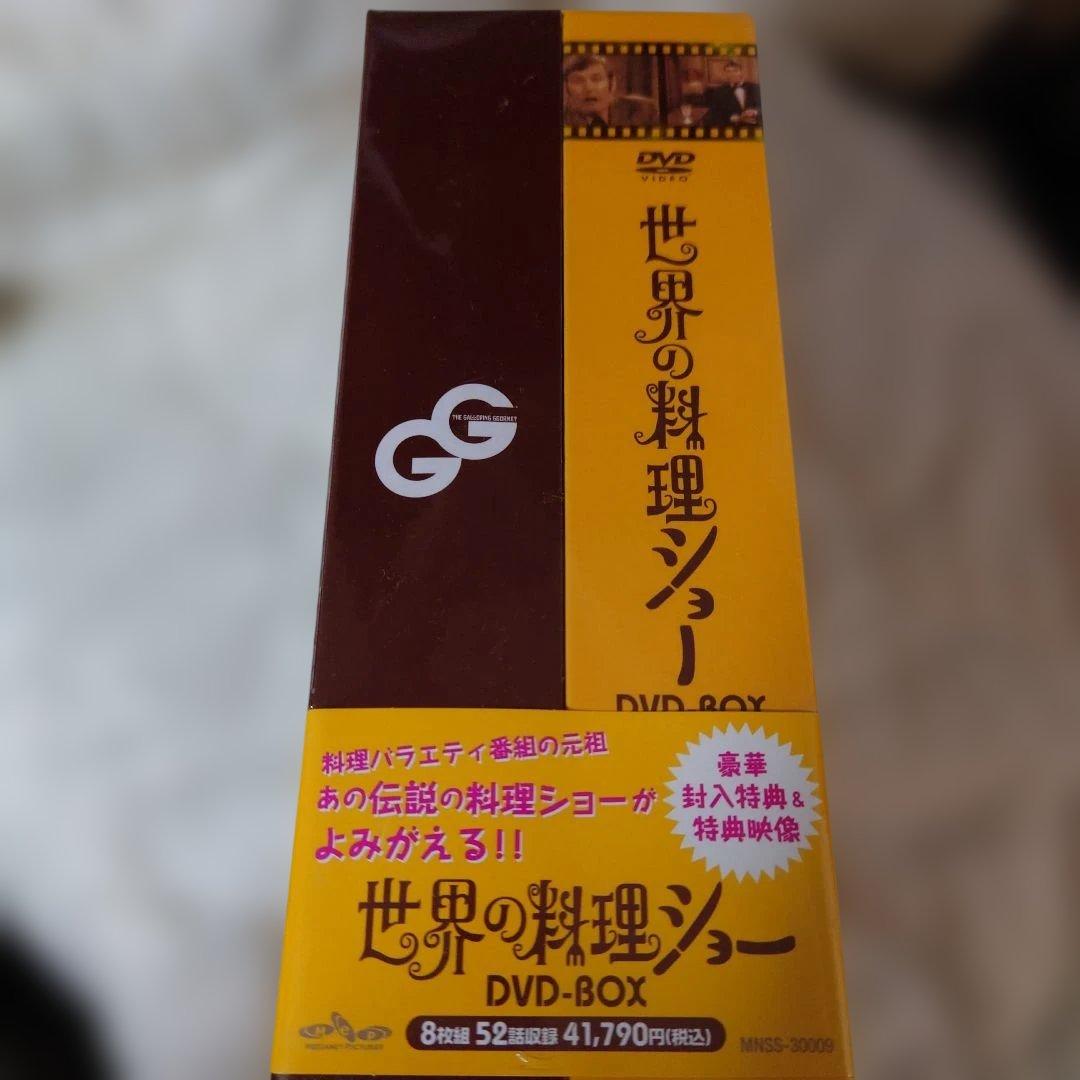 DVD
VIDEO
世界の料理ショー
DVD-BOX
GG
THE GALLOPING GOURMET
料理バラエティ番組の元祖
あの伝説の料理ショーが
よみがえる!!
豪華
封入特典&
特典映像
世界の料理ショー
DVD-BOX
8枚組 52話収録 41,790円(税込)
MNSS-30009